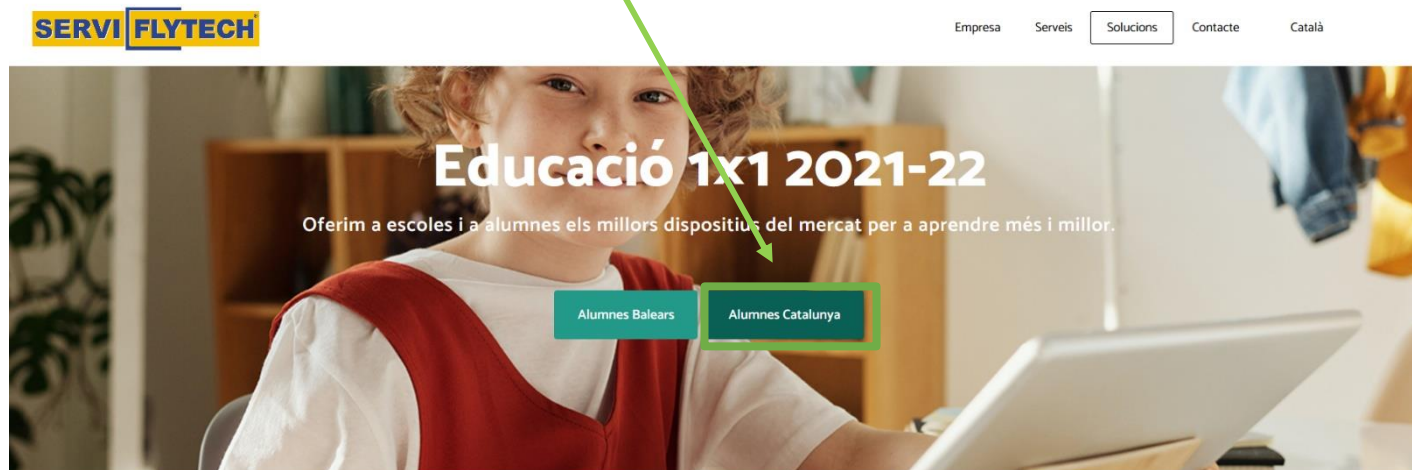 SERVI FLYTECH
Empresa Serveis Solucions Contacte Català
Educació 1x1 2021-22
Oferim a escoles i a alumnes els millors dispositius del mercat per a aprendre més i millor.
Alumnes Balears Alumnes Catalunya